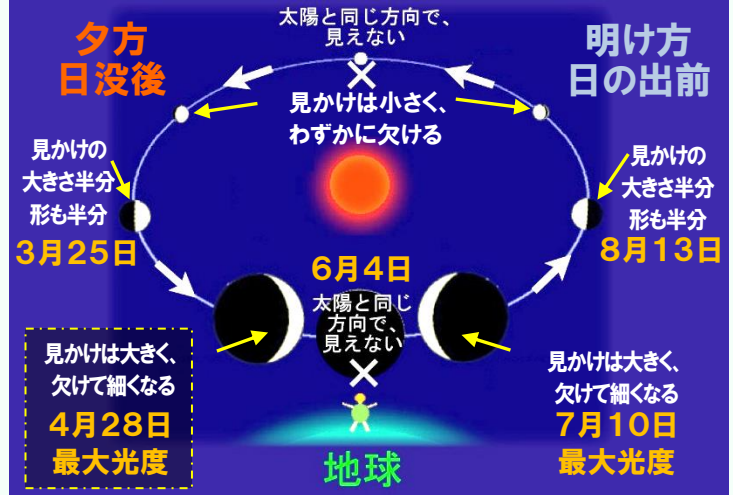 太陽と同じ方向で、
見えない
夕方
日没後
明け方
日の出前
見かけは小さく、
わずかに欠ける
見かけの
大きさ半分
形も半分
3月25日
見かけの
大きさ半分
形も半分
8月13日
6月4日
太陽と同じ
方向で、
見えない
見かけは大きく、
欠けて細くなる
4月28日
最大光度
見かけは大きく、
欠けて細くなる
7月10日
最大光度
地球